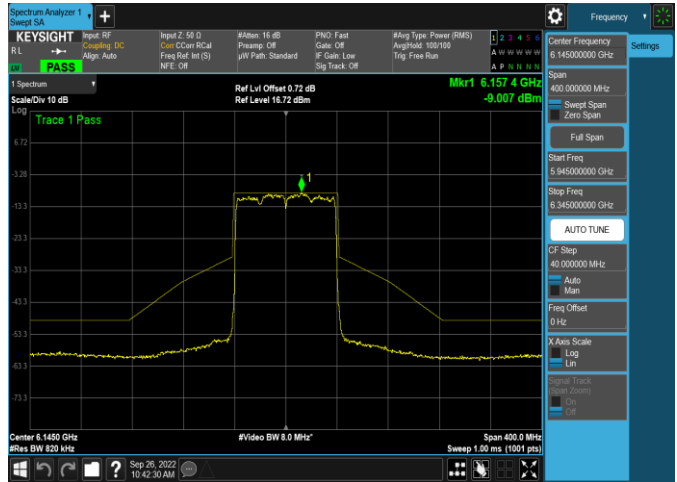 Spectrum Analyzer 1
Swept SA
+
Frequency
KEYSIGHT
RL
LW
PASS
Input: RF
Coupling: DC
Align: Auto
Input Z: 50 Ω
Corr CCorr RCal
Freq Ref: Int (S)
NFE: Off
#Atten: 16 dB
Preamp: Off
µW Path: Standard
PNO: Fast
Gate: Off
IF Gain: Low
Sig Track: Off
#Avg Type: Power (RMS)
Avg|Hold: 100/100
Trig: Free Run
1 2 3 4 5 6
A W W W W W
A P N N N N
1 Spectrum
Scale/Div 10 dB
Ref Lvl Offset 0.72 dB
Ref Level 16.72 dBm
Mkr1 6.157 4 GHz
-9.007 dBm
Log
Trace 1 Pass
6.72
-3.28
-13.3
-23.3
-33.3
-43.3
-53.3
-63.3
-73.3
1
Center 6.1450 GHz
#Res BW 820 kHz
#Video BW 8.0 MHz*
Span 400.0 MHz
Sweep 1.00 ms (1001 pts)
Sep 26, 2022
10:42:30 AM
?
Center Frequency
6.145000000 GHz
Span
400.000000 MHz
Swept Span
Zero Span
Full Span
Start Freq
5.945000000 GHz
Stop Freq
6.345000000 GHz
AUTO TUNE
CF Step
40.000000 MHz
Auto
Man
Freq Offset
0 Hz
X Axis Scale
Log
Lin
Signal Track
(Span Zoom)
On
Off
Settings